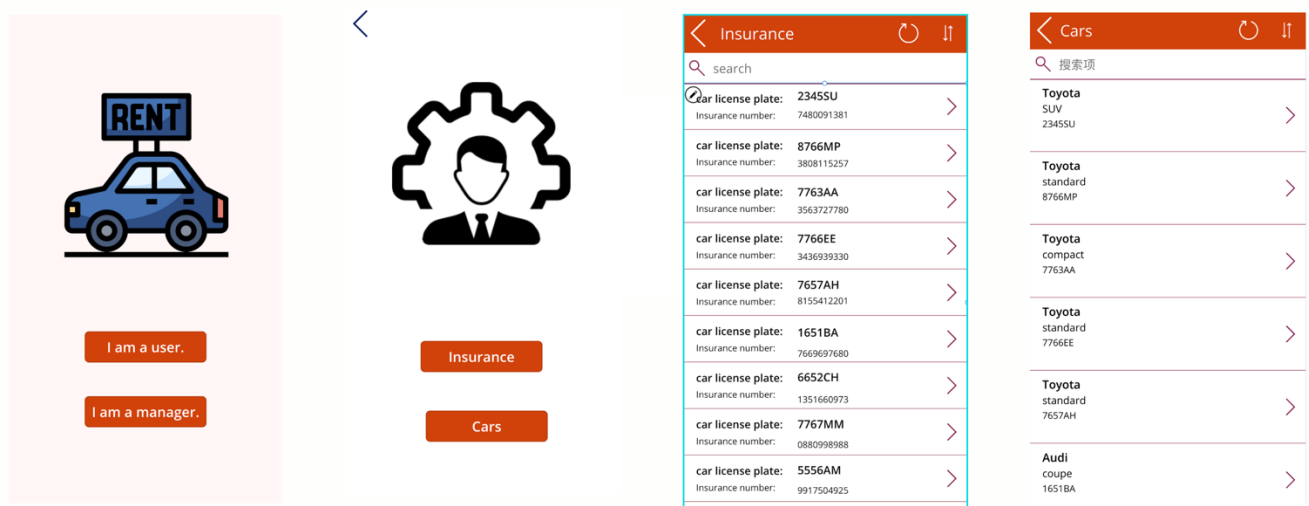 RENT
I am a user.
I am a manager.
Insurance
Cars
Insurance
search
car license plate: 2345SU
Insurance number: 7480091381
car license plate: 8766MP
Insurance number: 3808115257
car license plate: 7763AA
Insurance number: 3563727780
car license plate: 7766EE
Insurance number: 3436939330
car license plate: 7657AH
Insurance number: 8155412201
car license plate: 1651BA
Insurance number: 7669697680
car license plate: 6652CH
Insurance number: 1351660973
car license plate: 7767MM
Insurance number: 0880998988
car license plate: 5556AM
Insurance number: 9917504925
Cars
搜索项
Toyota
SUV
2345SU
Toyota
standard
8766MP
Toyota
compact
7763AA
Toyota
standard
7766EE
Toyota
standard
7657AH
Audi
coupe
1651BA